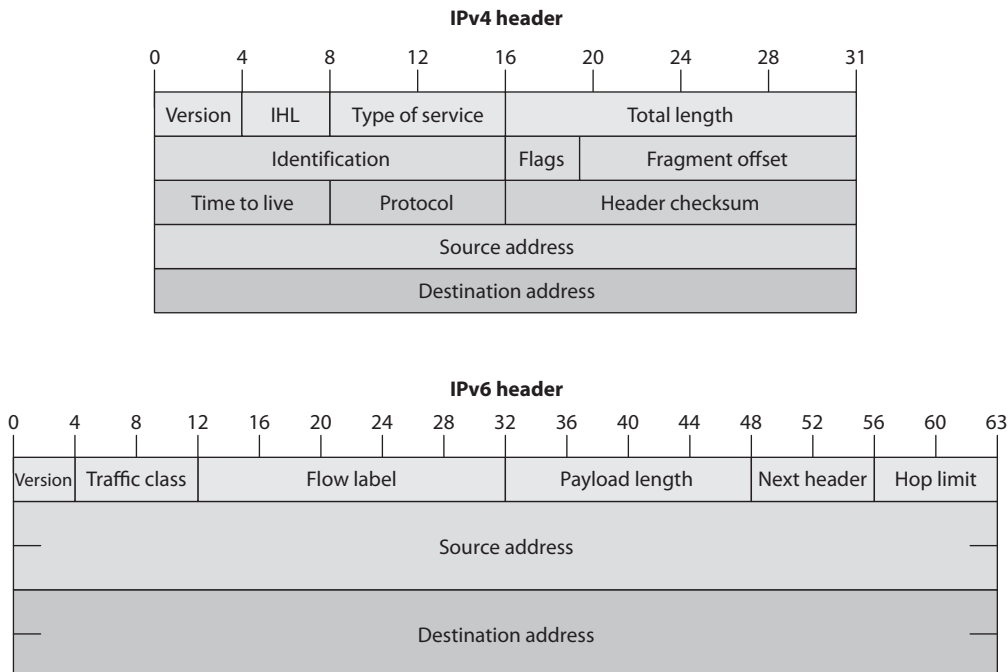 IPv4 header
0 4 8 12 16 20 24 28 31
Version IHL Type of service Total length
Identification Flags Fragment offset
Time to live Protocol Header checksum
Source address
Destination address
IPv6 header
0 4 8 12 16 20 24 28 32 36 40 44 48 52 56 60 63
Version Traffic class Flow label Payload length Next header Hop limit
Source address
Destination address